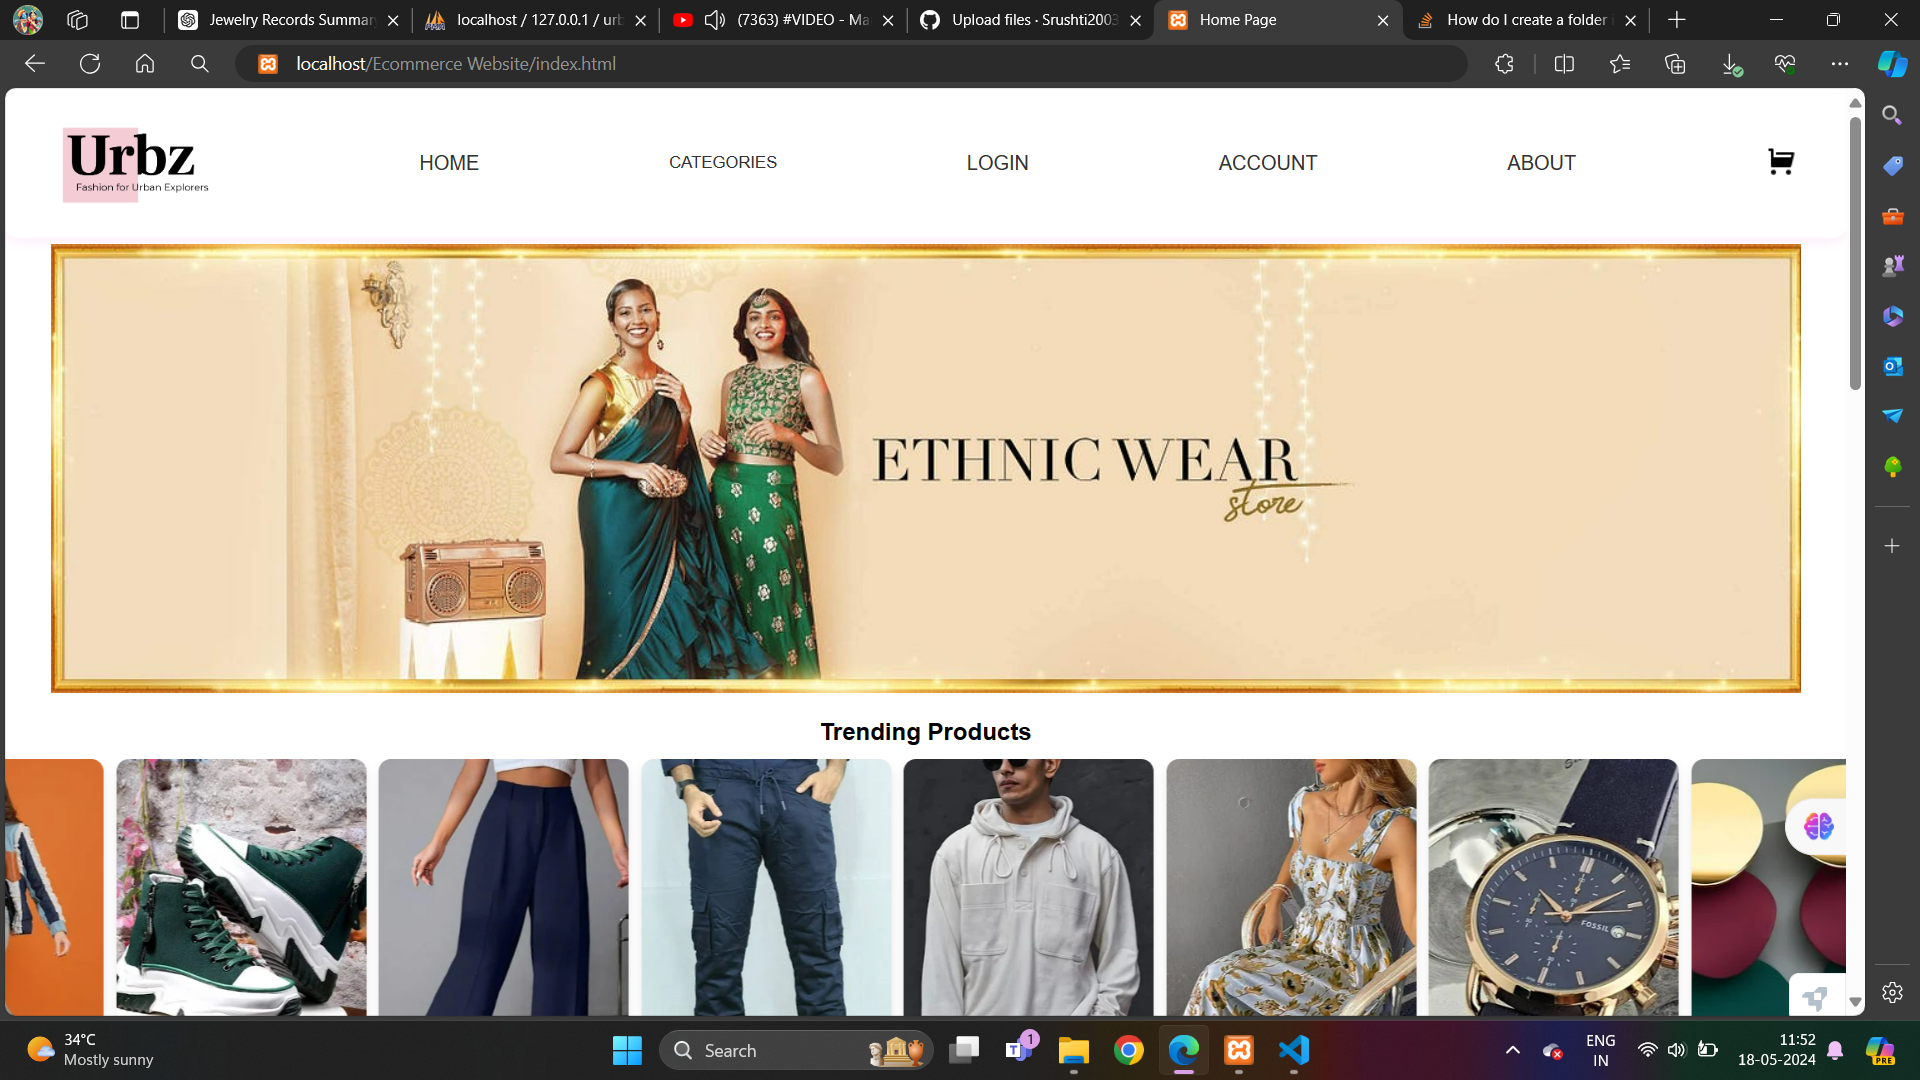 Jewelry Records Summar
localhost / 127.0.0.1 / urb
(7363) #VIDEO - Ma
Upload files · Srushti2003
Home Page
How do I create a folder i
localhost/Ecommerce Website/index.html
Urbz
Fashion for Urban Explorers
HOME
CATEGORIES
LOGIN
ACCOUNT
ABOUT
ETHNIC WEAR
store
Trending Products
FOSSIL
34°C
Mostly sunny
Search
1
ENG
IN
11:52
18-05-2024
PRE